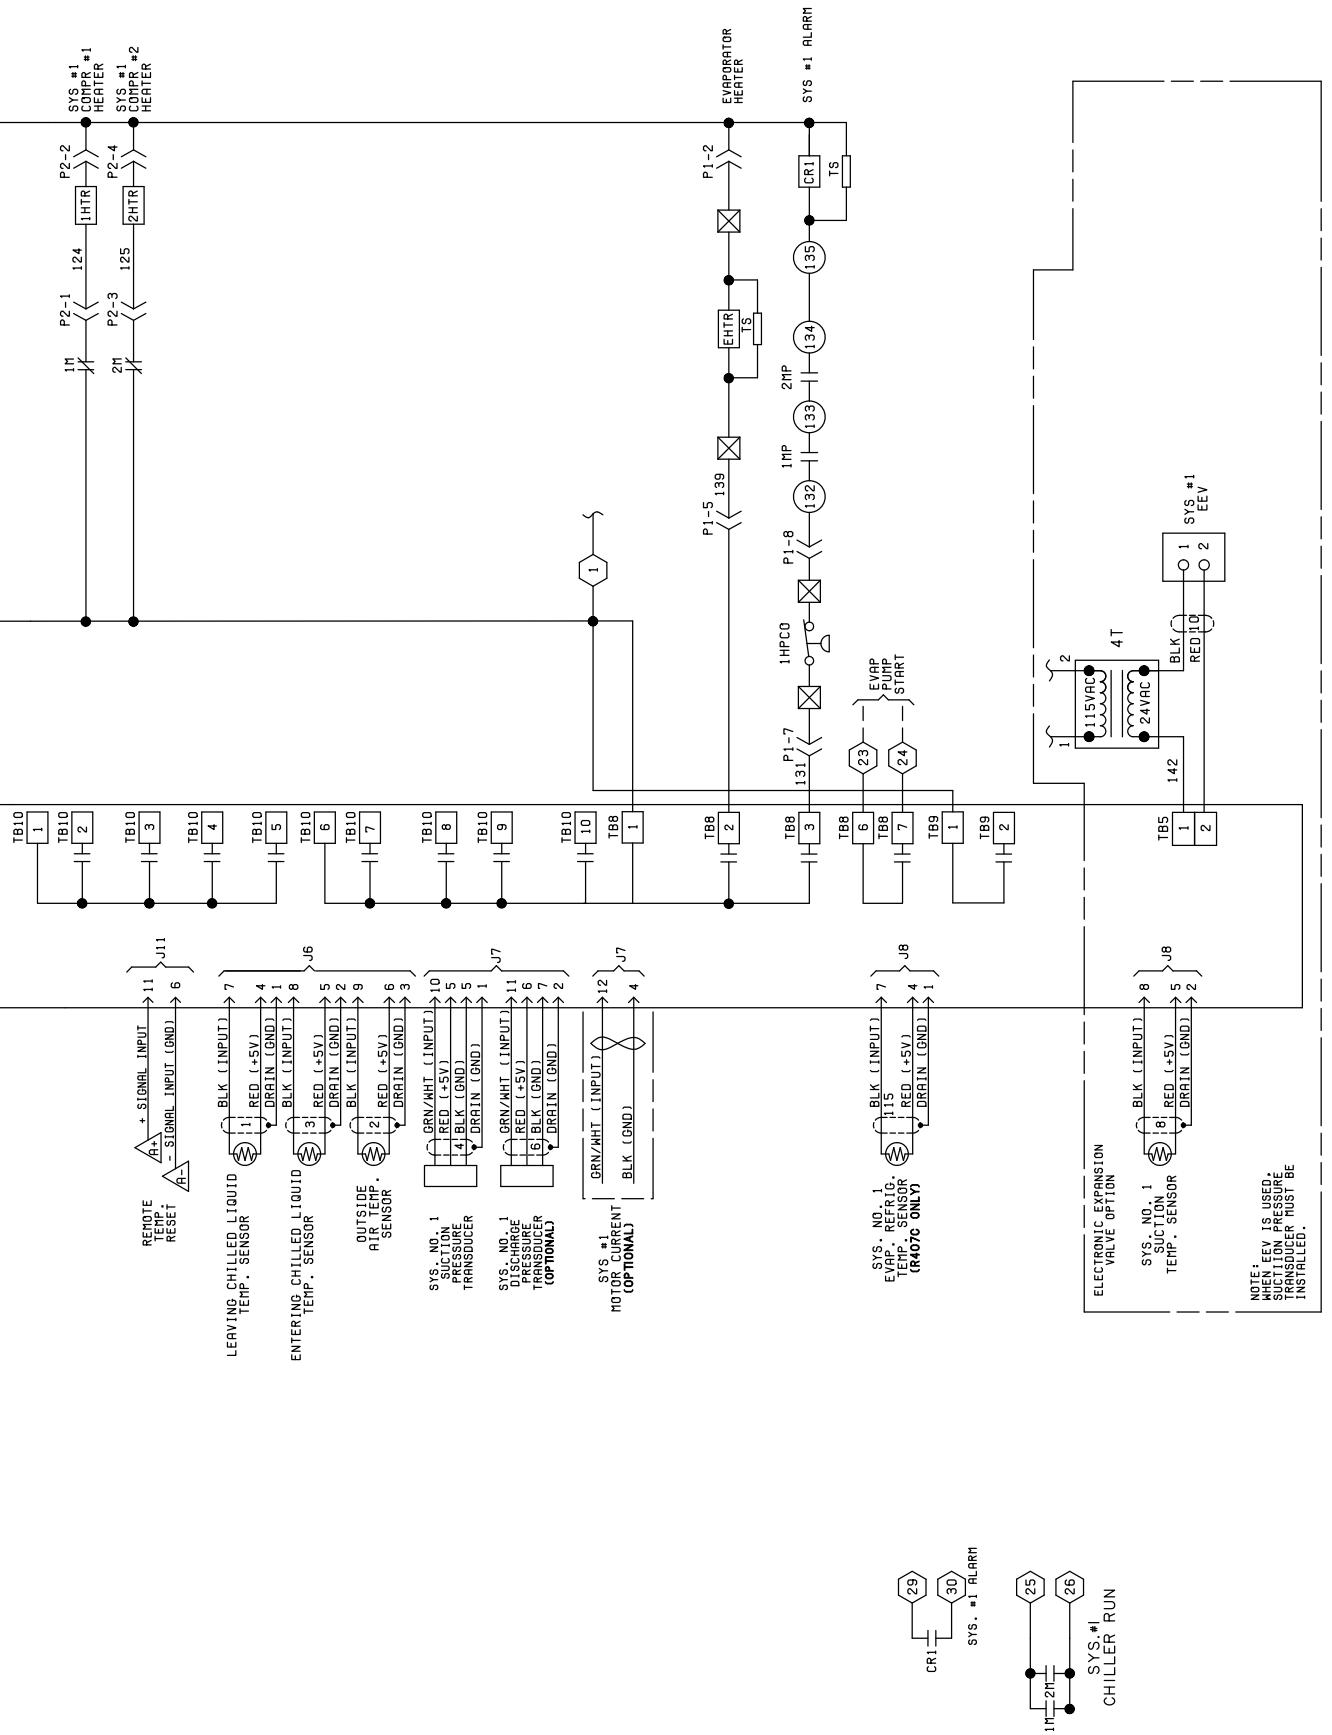 SYS #1
COMPR #1
HEATER
SYS #1
COMPR #2
HEATER
P2-2
P2-4
1HTR
2HTR
124
125
P2-1
P2-3
1M
2M
EVAPORATOR
HEATER
P1-2
EHTR
TS
139
P1-5
SYS #1 ALARM
CR1
TS
135
134
2MP
133
1MP
132
P1-8
1HPCO
P1-7
131
1
EVAP
PUMP
START
23
24
SYS #1
EEV
1
2
BLK
RED
10
4T
2
1
115VAC
24VAC
142
TB10
1
TB10
2
TB10
3
TB10
4
TB10
5
TB10
6
TB10
7
TB10
8
TB10
9
TB10
10
TB8
1
TB8
2
TB8
3
TB8
6
TB8
7
TB9
1
TB9
2
TB5
1
2
J11
11
6
+ SIGNAL INPUT
- SIGNAL INPUT (GND)
A+
A-
REMOTE
TEMP.
RESET
J6
7
4
1
8
5
2
9
6
3
BLK (INPUT)
RED (+5V)
DRAIN (GND)
BLK (INPUT)
RED (+5V)
DRAIN (GND)
BLK (INPUT)
RED (+5V)
DRAIN (GND)
1
3
2
LEAVING CHILLED LIQUID
TEMP. SENSOR
ENTERING CHILLED LIQUID
TEMP. SENSOR
OUTSIDE
AIR TEMP.
SENSOR
J7
10
5
5
1
11
6
7
2
GRN/WHT (INPUT)
RED (+5V)
BLK (GND)
DRAIN (GND)
GRN/WHT (INPUT)
RED (+5V)
BLK (GND)
DRAIN (GND)
4
6
SYS. NO. 1
SUCTION
PRESSURE
TRANSDUCER
SYS. NO. 1
DISCHARGE
PRESSURE
TRANSDUCER
(OPTIONAL)
J7
12
4
GRN/WHT (INPUT)
BLK (GND)
SYS #1
MOTOR CURRENT
(OPTIONAL)
J8
7
4
1
BLK (INPUT)
115
RED (+5V)
DRAIN (GND)
SYS. NO. 1
EVAP. REFRIG.
TEMP. SENSOR
(R407C ONLY)
J8
8
5
2
BLK (INPUT)
RED (+5V)
DRAIN (GND)
8
ELECTRONIC EXPANSION
VALVE OPTION
SYS. NO. 1
SUCTION
TEMP. SENSOR
NOTE:
WHEN EEV IS USED,
SUCTIION PRESSURE
TRANSDUCER MUST BE
INSTALLED.
29
30
CR1
SYS. #1 ALARM
25
26
1M
2M
SYS.#1
CHILLER RUN